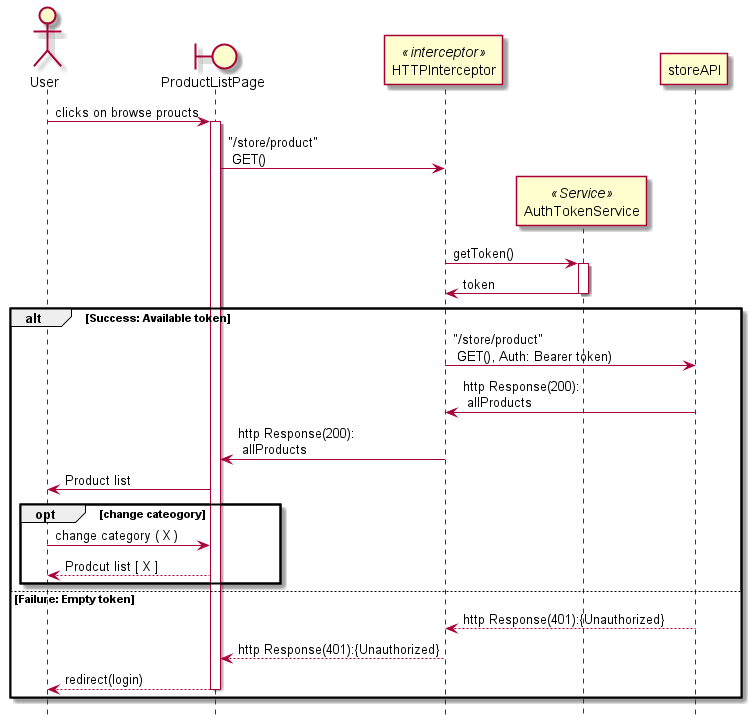 « interceptor »
HTTPInterceptor
storeAPI
User
ProductListPage
clicks on browse proucts
"/store/product"
GET()
« Service »
AuthTokenService
getToken()
token
alt
[Success: Available token]
"/store/product"
GET(), Auth: Bearer token)
http Response(200):
allProducts
http Response(200):
allProducts
Product list
opt
[change cateogory]
change category ( X )
Prodcut list [ X ]
[Failure: Empty token]
http Response(401):{Unauthorized}
http Response(401):{Unauthorized}
redirect(login)